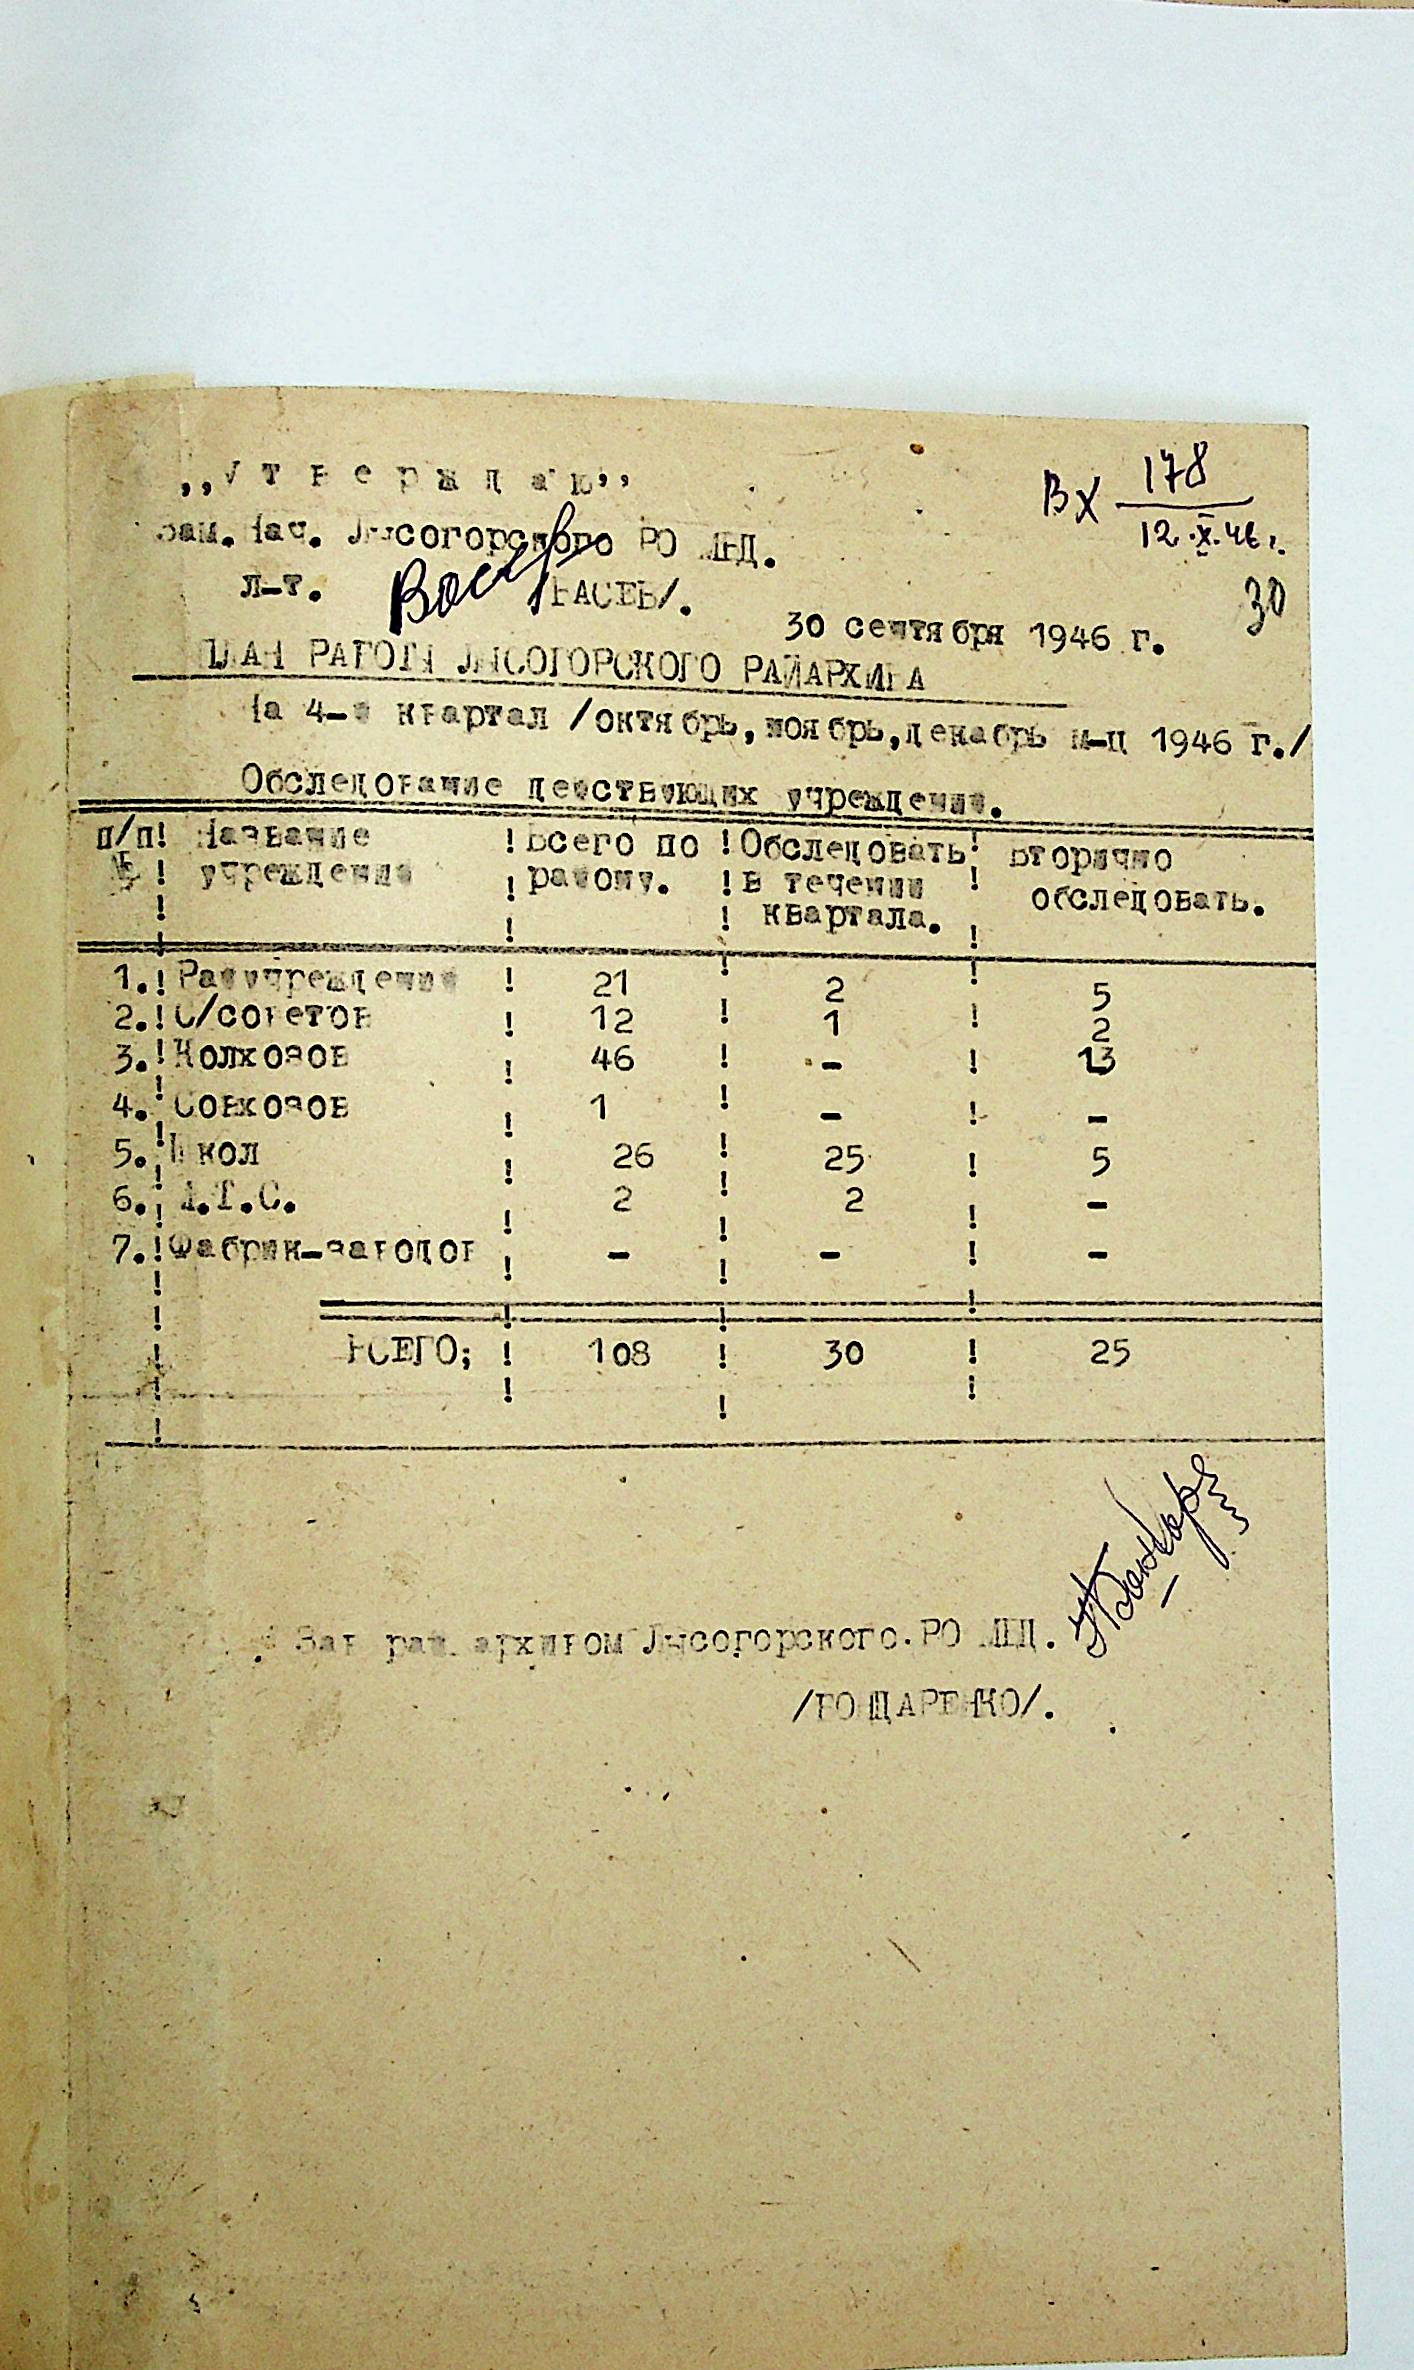 „Утверждаю”
Вх 178
12.X.46г.
Зам. Нач. Лысогорского РО МВД.
л-т. /ВАСЕВ/.
30
30 сентября 1946 г.
ПЛАН РАБОТЫ ЛЫСОГОРСКОГО РАЙАРХИВА
На 4-й квартал /октябрь, ноябрь, декабрь м-ц 1946 г./
Обследование действующих учреждений.
п/п! Название ! Всего по ! Обследовать ! Вторично
№ ! учреждения ! району. ! в течении ! обследовать.
! ! ! квартала. !
1.! Райучреждения ! 21 ! 2 ! 5
2.! С/советов ! 12 ! 1 ! 2
3.! Колхозов ! 46 ! - ! 13
4.! Совхозов ! 1 ! - ! -
5.! Школ ! 26 ! 25 ! 5
6.! М.Т.С. ! 2 ! 2 ! -
7.! Фабрик-заводов ! - ! - ! -
ВСЕГО; ! 108 ! 30 ! 25
Зав рай. архивом Лысогорского РО МВД.
/БОНДАРЕНКО/.